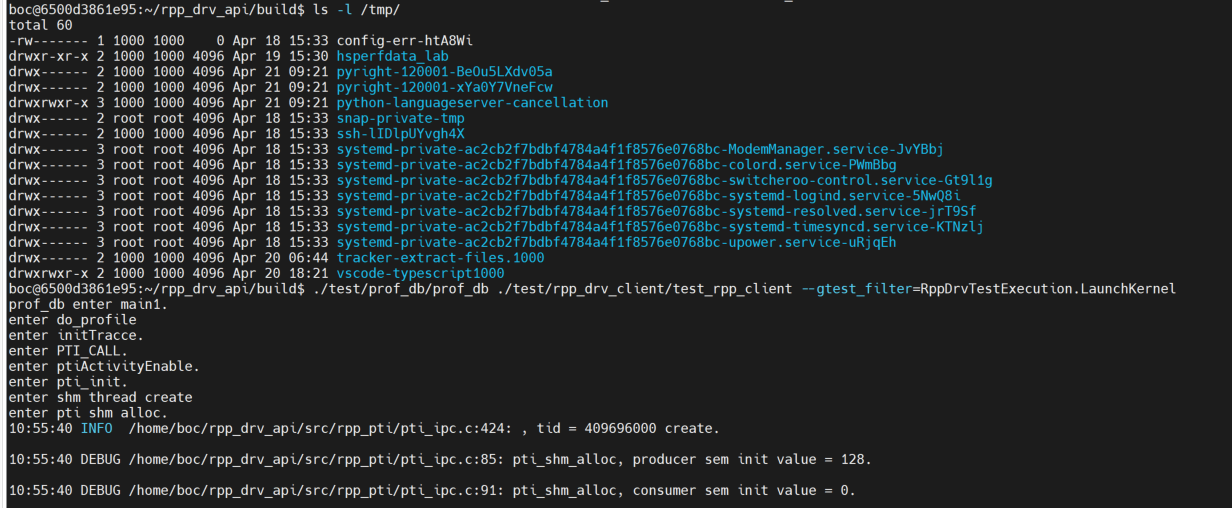 boc@6500d3861e95:~/rpp_drv_api/build$ ls -l /tmp/
total 60
-rw------- 1 1000 1000    0 Apr 18 15:33 config-err-htA8Wi
drwxr-xr-x 2 1000 1000 4096 Apr 19 15:30 hsperfdata_lab
drwx------ 2 1000 1000 4096 Apr 21 09:21 pyright-120001-BeOu5LXdv05a
drwx------ 2 1000 1000 4096 Apr 21 09:21 pyright-120001-xYa0Y7VneFcw
drwxrwxr-x 3 1000 1000 4096 Apr 21 09:21 python-languageserver-cancellation
drwx------ 2 root root 4096 Apr 18 15:33 snap-private-tmp
drwx------ 2 1000 1000 4096 Apr 18 15:33 ssh-lIDlpUYvgh4X
drwx------ 3 root root 4096 Apr 18 15:33 systemd-private-ac2cb2f7bdbf4784a4f1f8576e0768bc-ModemManager.service-JvYBbj
drwx------ 3 root root 4096 Apr 18 15:33 systemd-private-ac2cb2f7bdbf4784a4f1f8576e0768bc-colord.service-PWmBbg
drwx------ 3 root root 4096 Apr 18 15:33 systemd-private-ac2cb2f7bdbf4784a4f1f8576e0768bc-switcheroo-control.service-Gt9l1g
drwx------ 3 root root 4096 Apr 18 15:33 systemd-private-ac2cb2f7bdbf4784a4f1f8576e0768bc-systemd-logind.service-5NwQ8i
drwx------ 3 root root 4096 Apr 18 15:33 systemd-private-ac2cb2f7bdbf4784a4f1f8576e0768bc-systemd-resolved.service-jrT9Sf
drwx------ 3 root root 4096 Apr 18 15:33 systemd-private-ac2cb2f7bdbf4784a4f1f8576e0768bc-systemd-timesyncd.service-KTNzlj
drwx------ 3 root root 4096 Apr 18 15:33 systemd-private-ac2cb2f7bdbf4784a4f1f8576e0768bc-upower.service-uRjqEh
drwx------ 2 1000 1000 4096 Apr 20 06:44 tracker-extract-files.1000
drwxrwxr-x 2 1000 1000 4096 Apr 20 18:21 vscode-typescript1000
boc@6500d3861e95:~/rpp_drv_api/build$ ./test/prof_db/prof_db ./test/rpp_drv_client/test_rpp_client --gtest_filter=RppDrvTestExecution.LaunchKernel
prof_db enter main1.
enter do_profile
enter initTracce.
enter PTI_CALL.
enter ptiActivityEnable.
enter pti_init.
enter shm thread create
enter pti shm alloc.
10:55:40 INFO  /home/boc/rpp_drv_api/src/rpp_pti/pti_ipc.c:424: , tid = 409696000 create.
10:55:40 DEBUG /home/boc/rpp_drv_api/src/rpp_pti/pti_ipc.c:85: pti_shm_alloc, producer sem init value = 128.
10:55:40 DEBUG /home/boc/rpp_drv_api/src/rpp_pti/pti_ipc.c:91: pti_shm_alloc, consumer sem init value = 0.